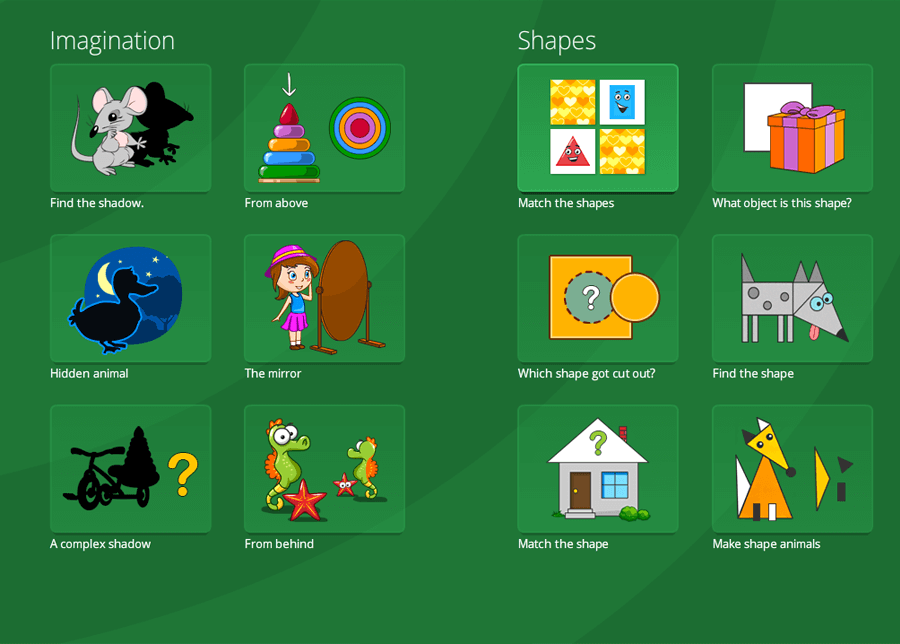 Imagination
Shapes
Find the shadow.
From above
Match the shapes
What object is this shape?
?
Hidden animal
The mirror
Which shape got cut out?
Find the shape
?
?
A complex shadow
From behind
Match the shape
Make shape animals